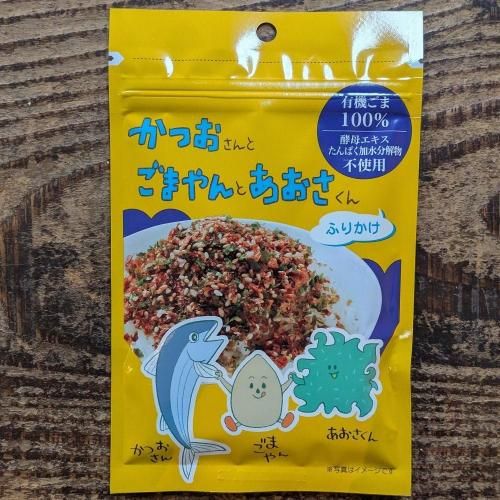 有機ごま
100%
酵母エキス
たんぱく加水分解物
不使用
かつおさんと
ごまやんとあおさくん
ふりかけ
かつおさん
ごまやん
あおさくん
※写真はイメージです